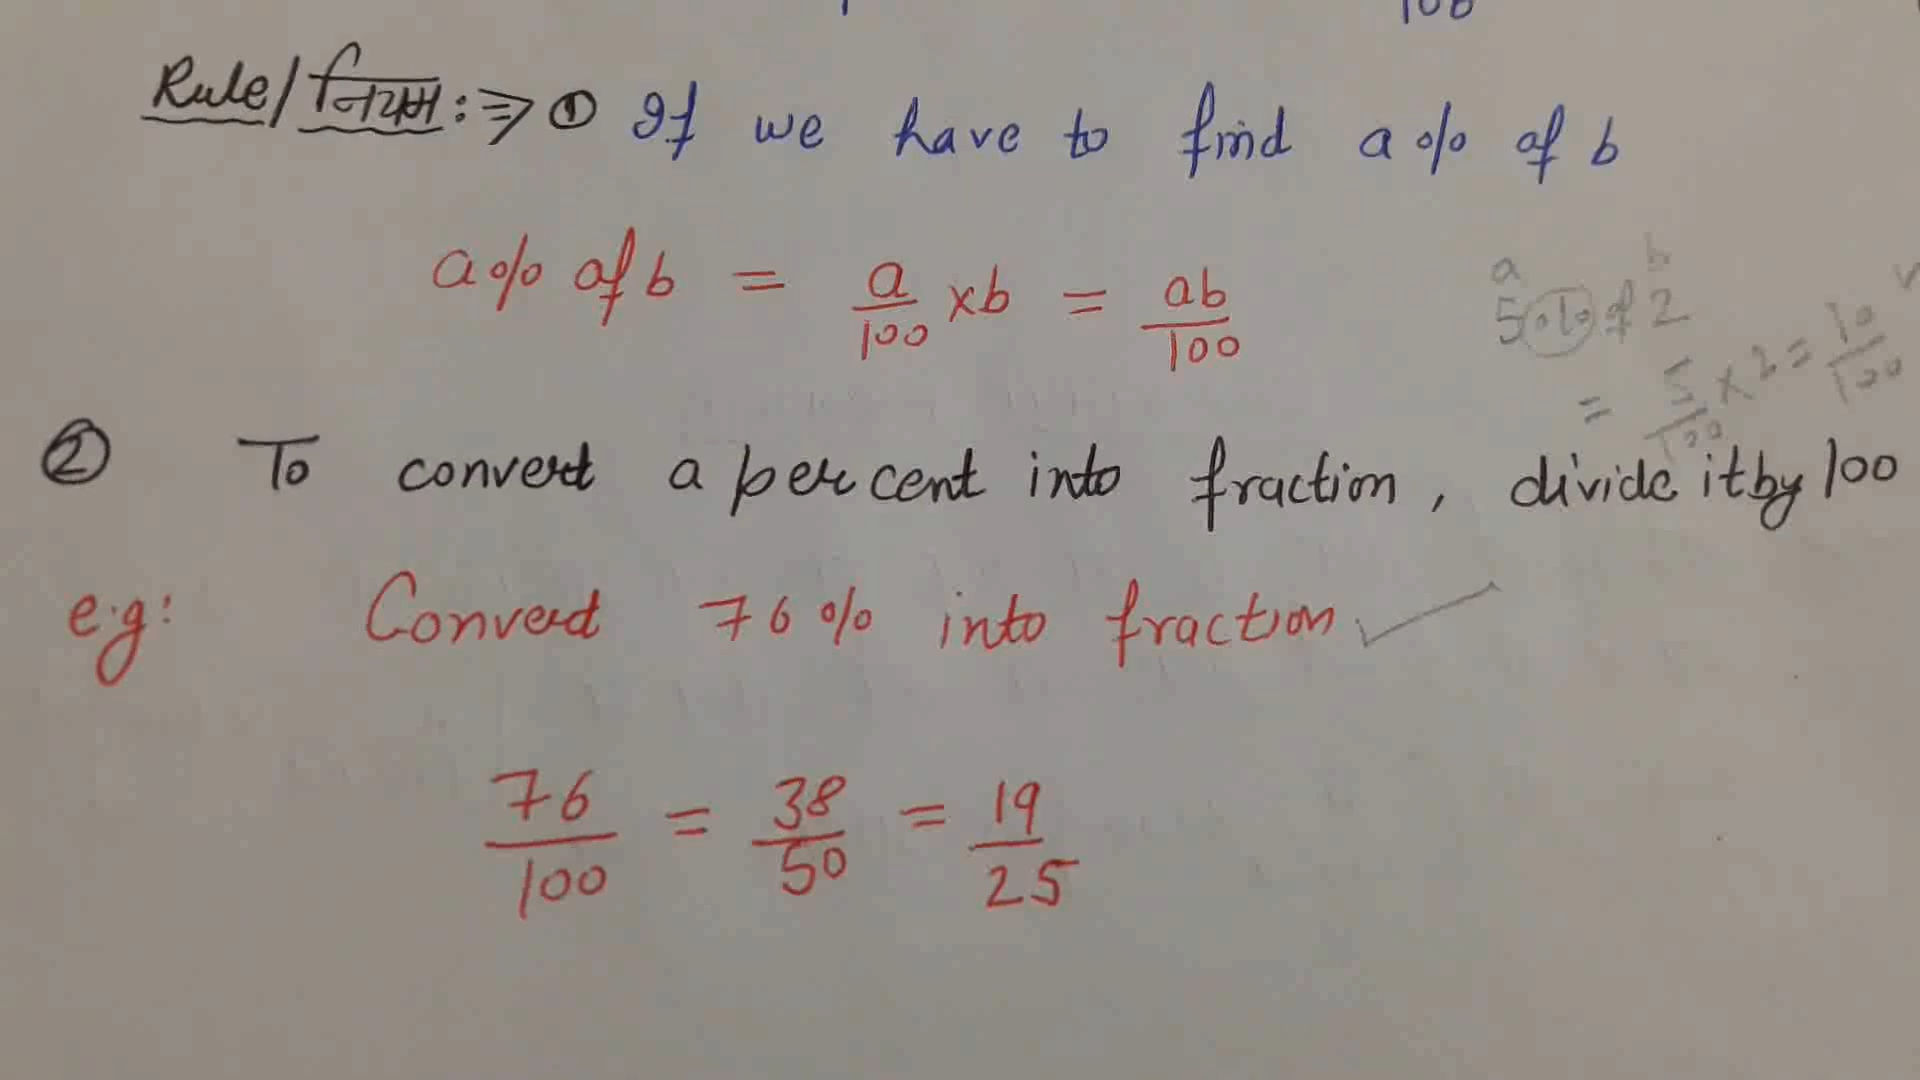 100
Rule/नियम :⇒ ① If we have to find a % of b
a% of b = a/100 × b = ab/100
a b
5 % of 2
= 5/100 × 2 = 10/100
② To convert a percent into fraction, divide it by 100
e.g: Convert 76% into fraction ✓
76/100 = 38/50 = 19/25